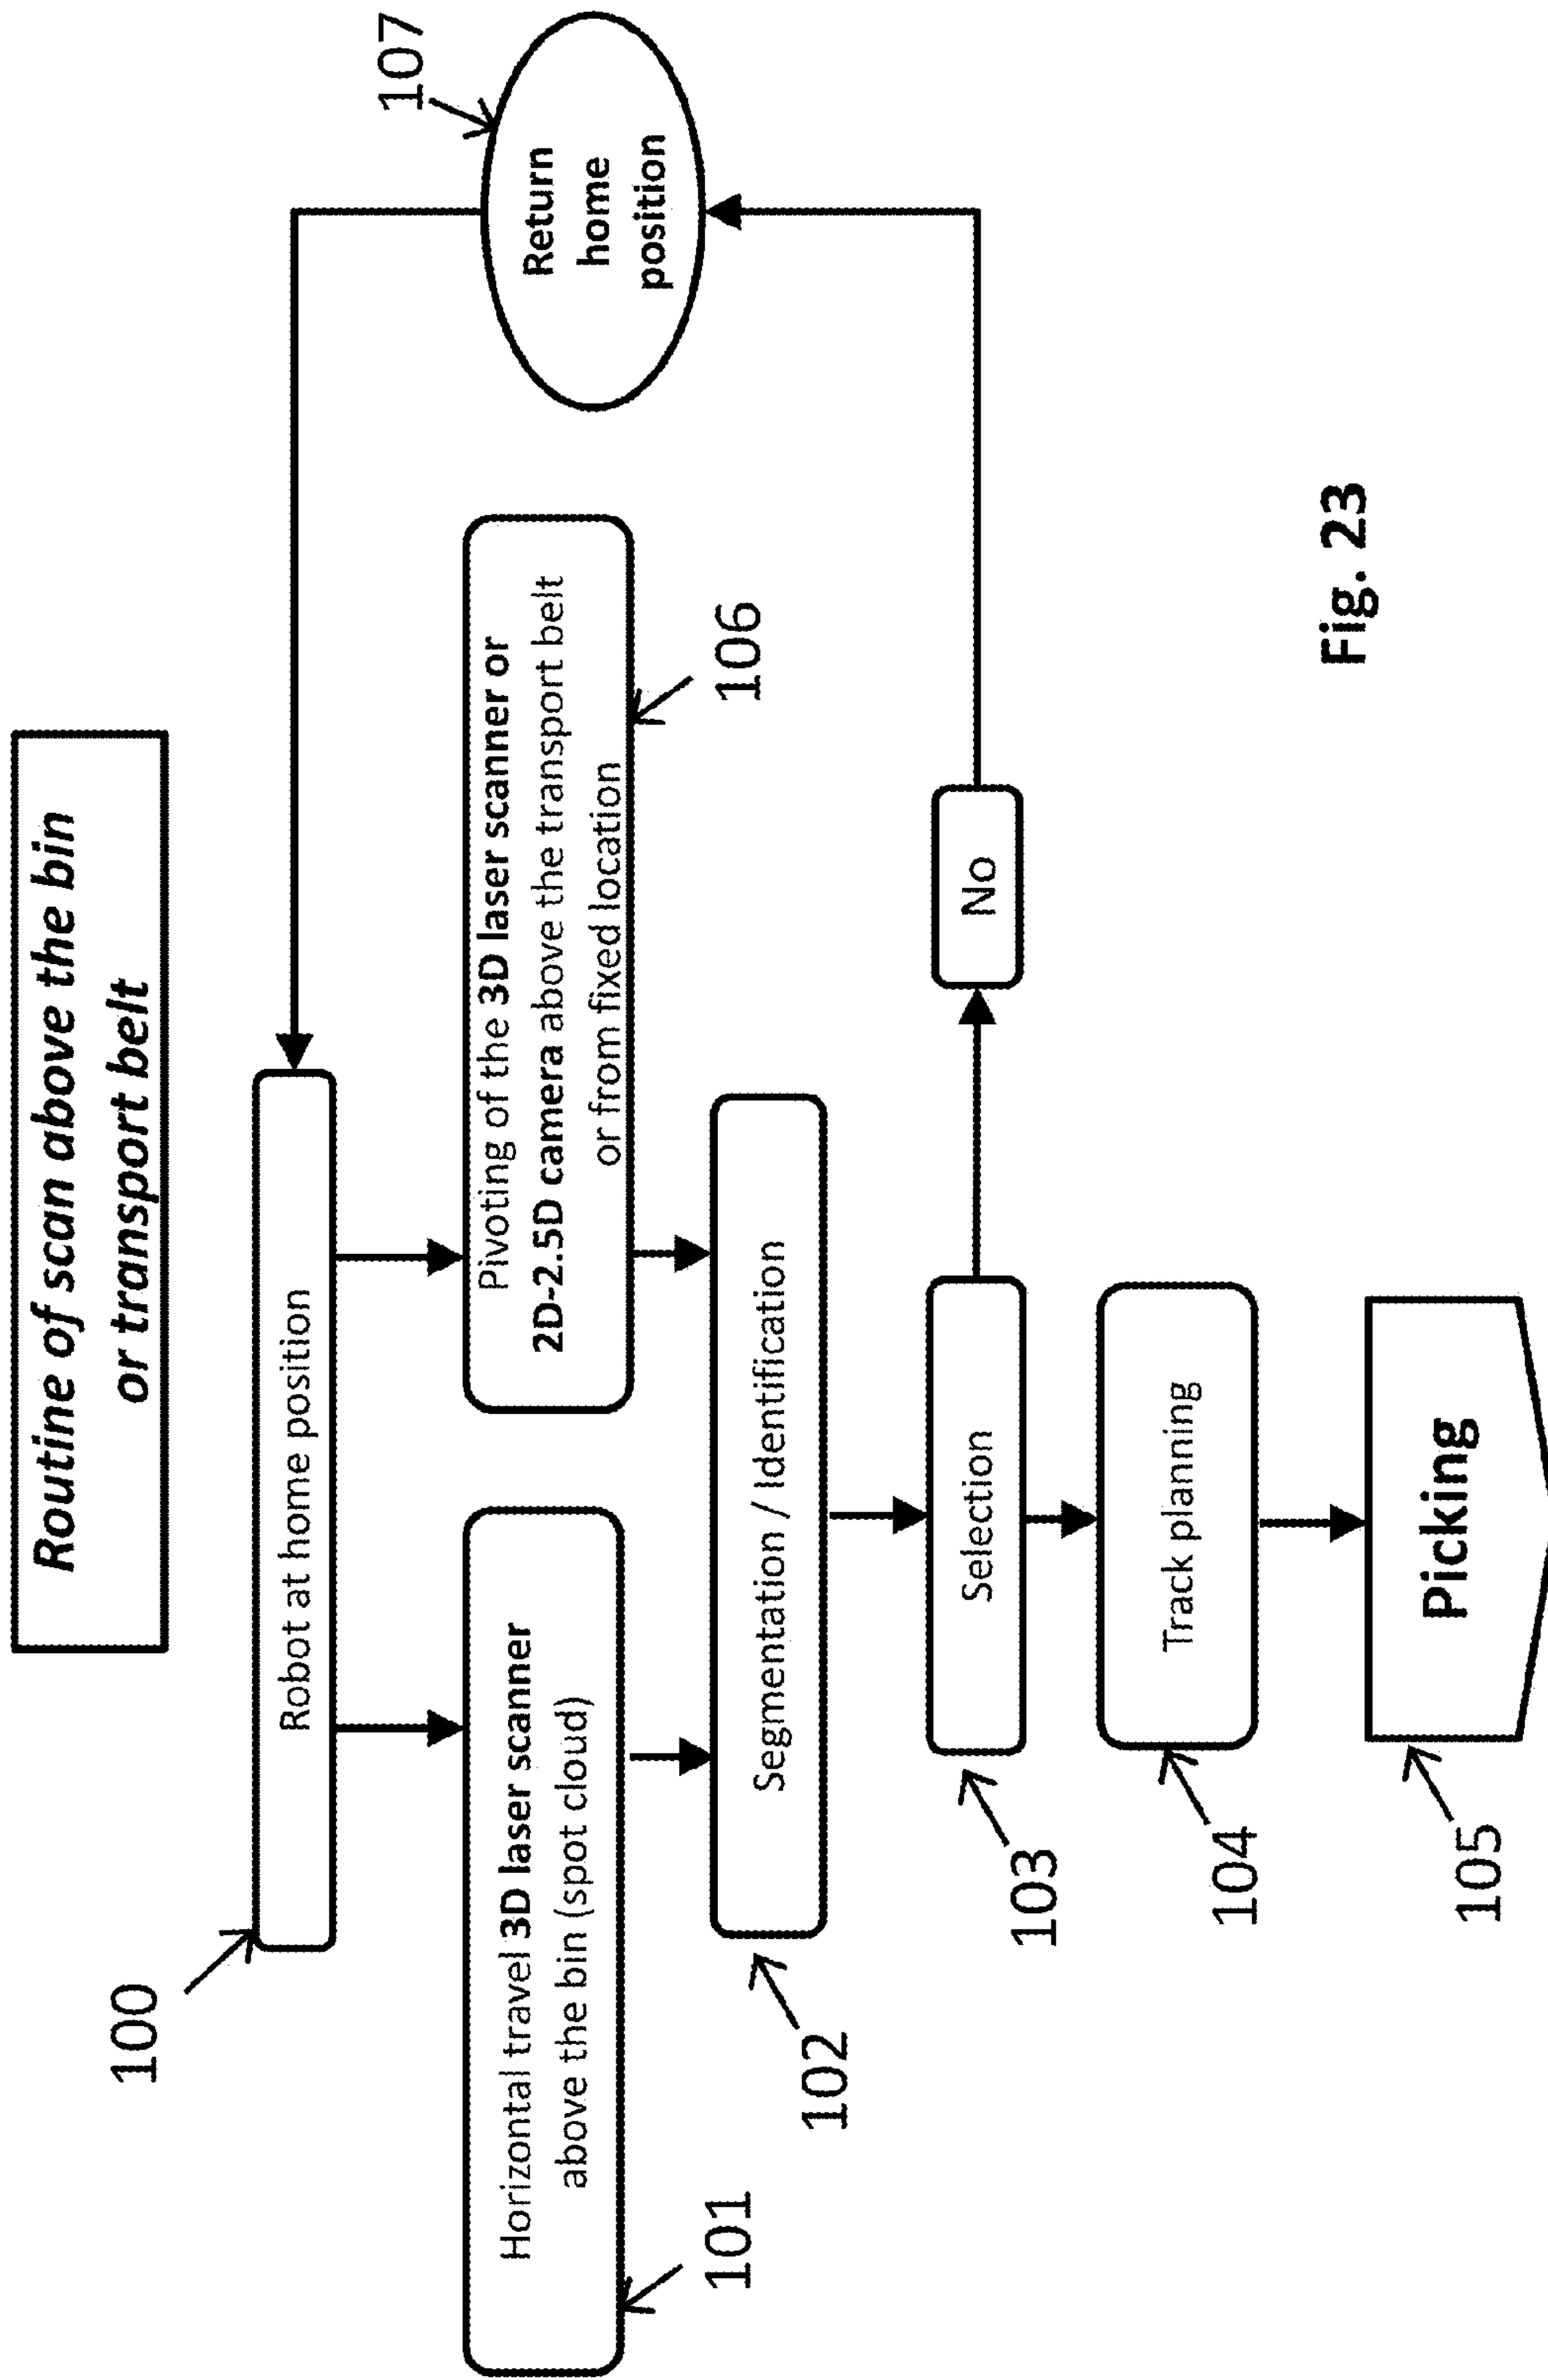 Routine of scan above the bin
or transport belt
100
Robot at home position
Horizontal travel 3D laser scanner
above the bin (spot cloud)
101
Pivoting of the 3D laser scanner or
2D-2.5D camera above the transport belt
or from fixed location
106
Return
home
position
107
Segmentation / Identification
102
Selection
103
No
Track planning
104
Picking
105
Fig. 23